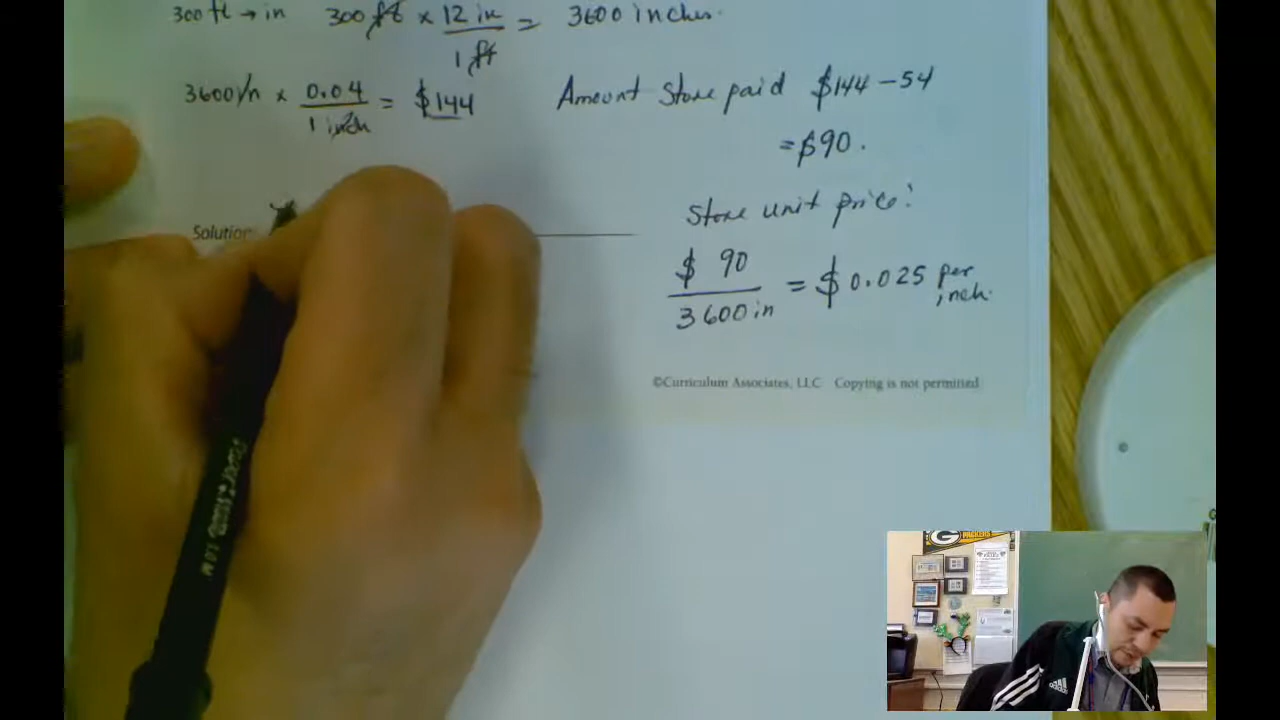 300 ft → in 300 ft × 12 in / 1 ft = 3600 inches.
3600 in × 0.04 / 1 inch = $144
Amount Store paid $144 - 54
= $90.
Store unit price:
Solution:
$ 90 / 3600 in = $ 0.025 per inch.
©Curriculum Associates, LLC Copying is not permitted
G
PACKERS